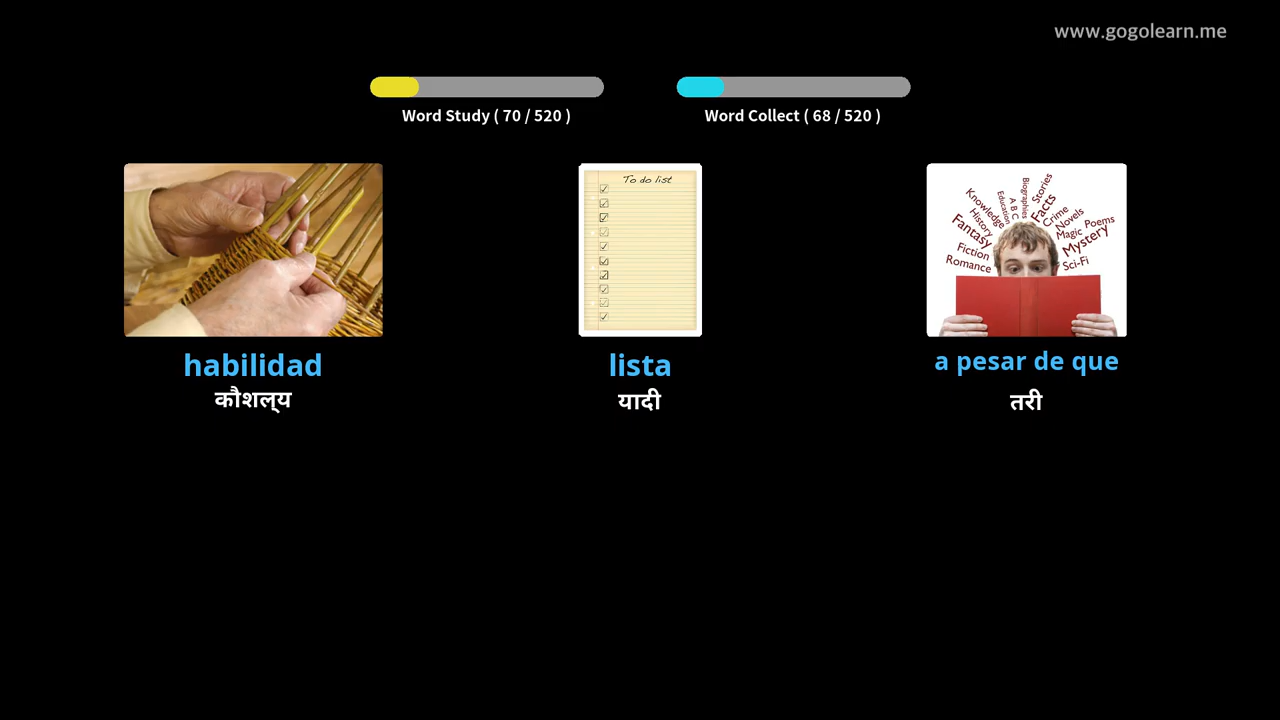 www.gogolearn.me
Word Study ( 70 / 520 )
Word Collect ( 68 / 520 )
To do list
Knowledge
History
Fantasy
Fiction
Romance
Education
A B C
Biographies
Stories
Facts
Crime
Novels
Magic
Poems
Mystery
Sci-Fi
habilidad
lista
a pesar de que
कौशल्य
यादी
तरी